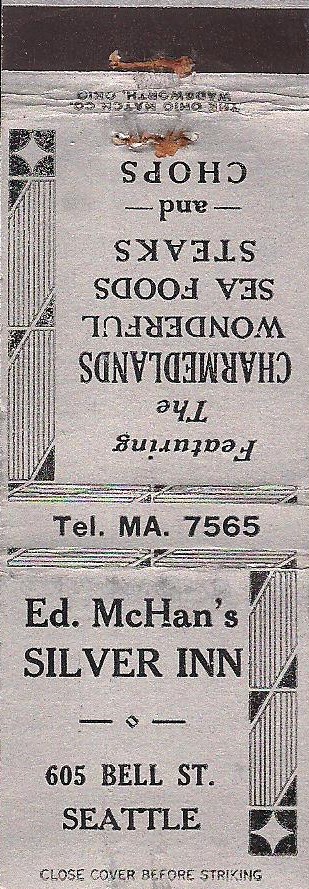 Ed. McHan's
SILVER INN
605 BELL ST.
SEATTLE
CLOSE COVER BEFORE STRIKING
Tel. MA. 7565
Featuring
The
CHARMEDLANDS
WONDERFUL
SEA FOODS
STEAKS
— and —
CHOPS
THE OHIO MATCH CO.
WADSWORTH, OHIO